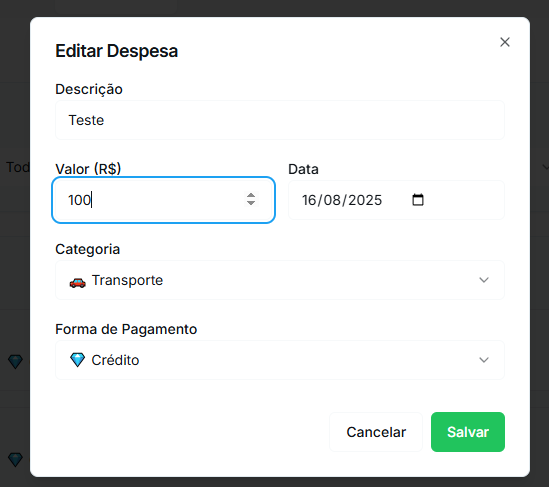 Editar Despesa
Descrição
Teste
Tod
Valor (R$) Data
100 16/08/2025
Categoria
Transporte
Forma de Pagamento
Crédito
Cancelar Salvar